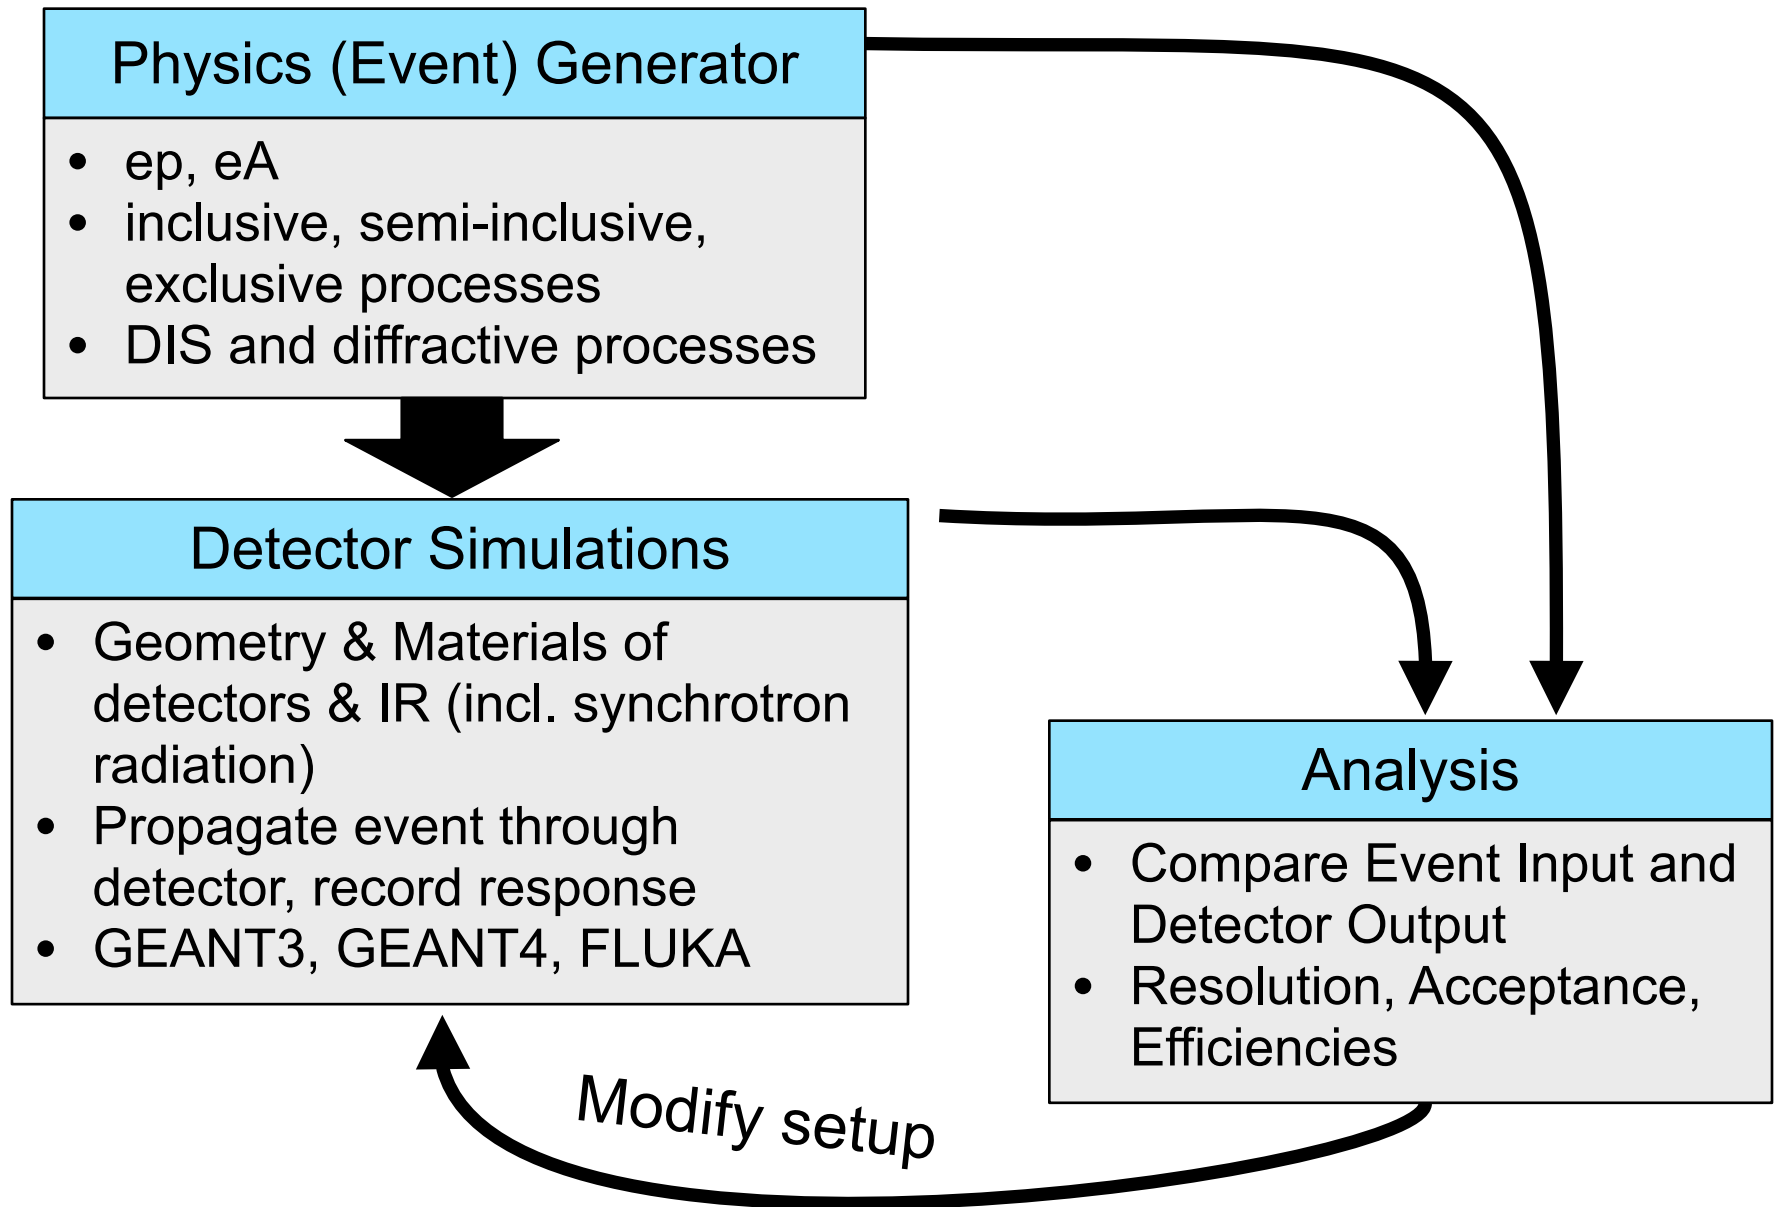 Physics (Event) Generator
• ep, eA
• inclusive, semi-inclusive,
exclusive processes
• DIS and diffractive processes
Detector Simulations
• Geometry & Materials of
detectors & IR (incl. synchrotron
radiation)
• Propagate event through
detector, record response
• GEANT3, GEANT4, FLUKA
Analysis
• Compare Event Input and
Detector Output
• Resolution, Acceptance,
Efficiencies
Modify setup